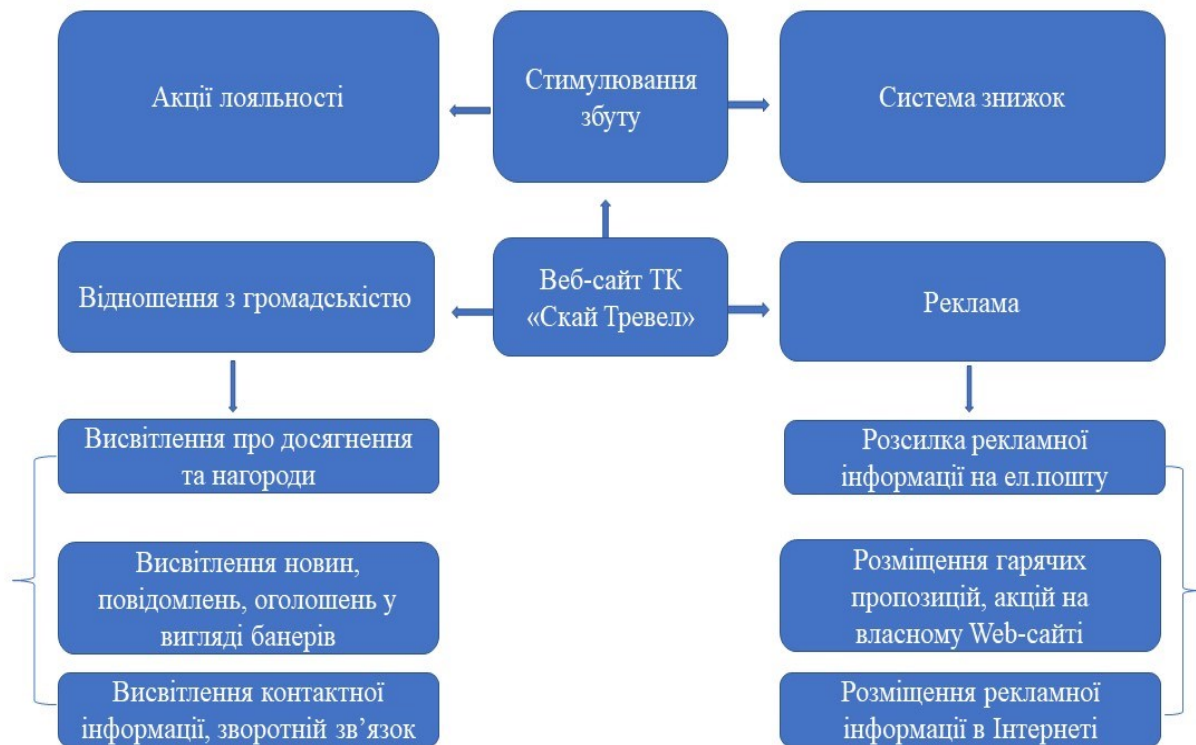 Акції лояльності
Стимулювання
збуту
Система знижок
Відношення з громадськістю
Веб-сайт ТК
«Скай Тревел»
Реклама
Висвітлення про досягнення
та нагороди
Розсилка рекламної
інформації на ел.пошту
Висвітлення новин,
повідомлень, оголошень у
вигляді банерів
Розміщення гарячих
пропозицій, акцій на
власному Web-сайті
Висвітлення контактної
інформації, зворотній зв’язок
Розміщення рекламної
інформації в Інтернеті